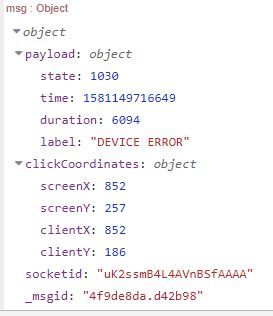 msg : Object
object
payload: object
state: 1030
time: 1581149716649
duration: 6094
label: "DEVICE ERROR"
clickCoordinates: object
screenX: 852
screenY: 257
clientX: 852
clientY: 186
socketid: "uK2ssmB4L4AVnBSfAAAA"
_msgid: "4f9de8da.d42b98"